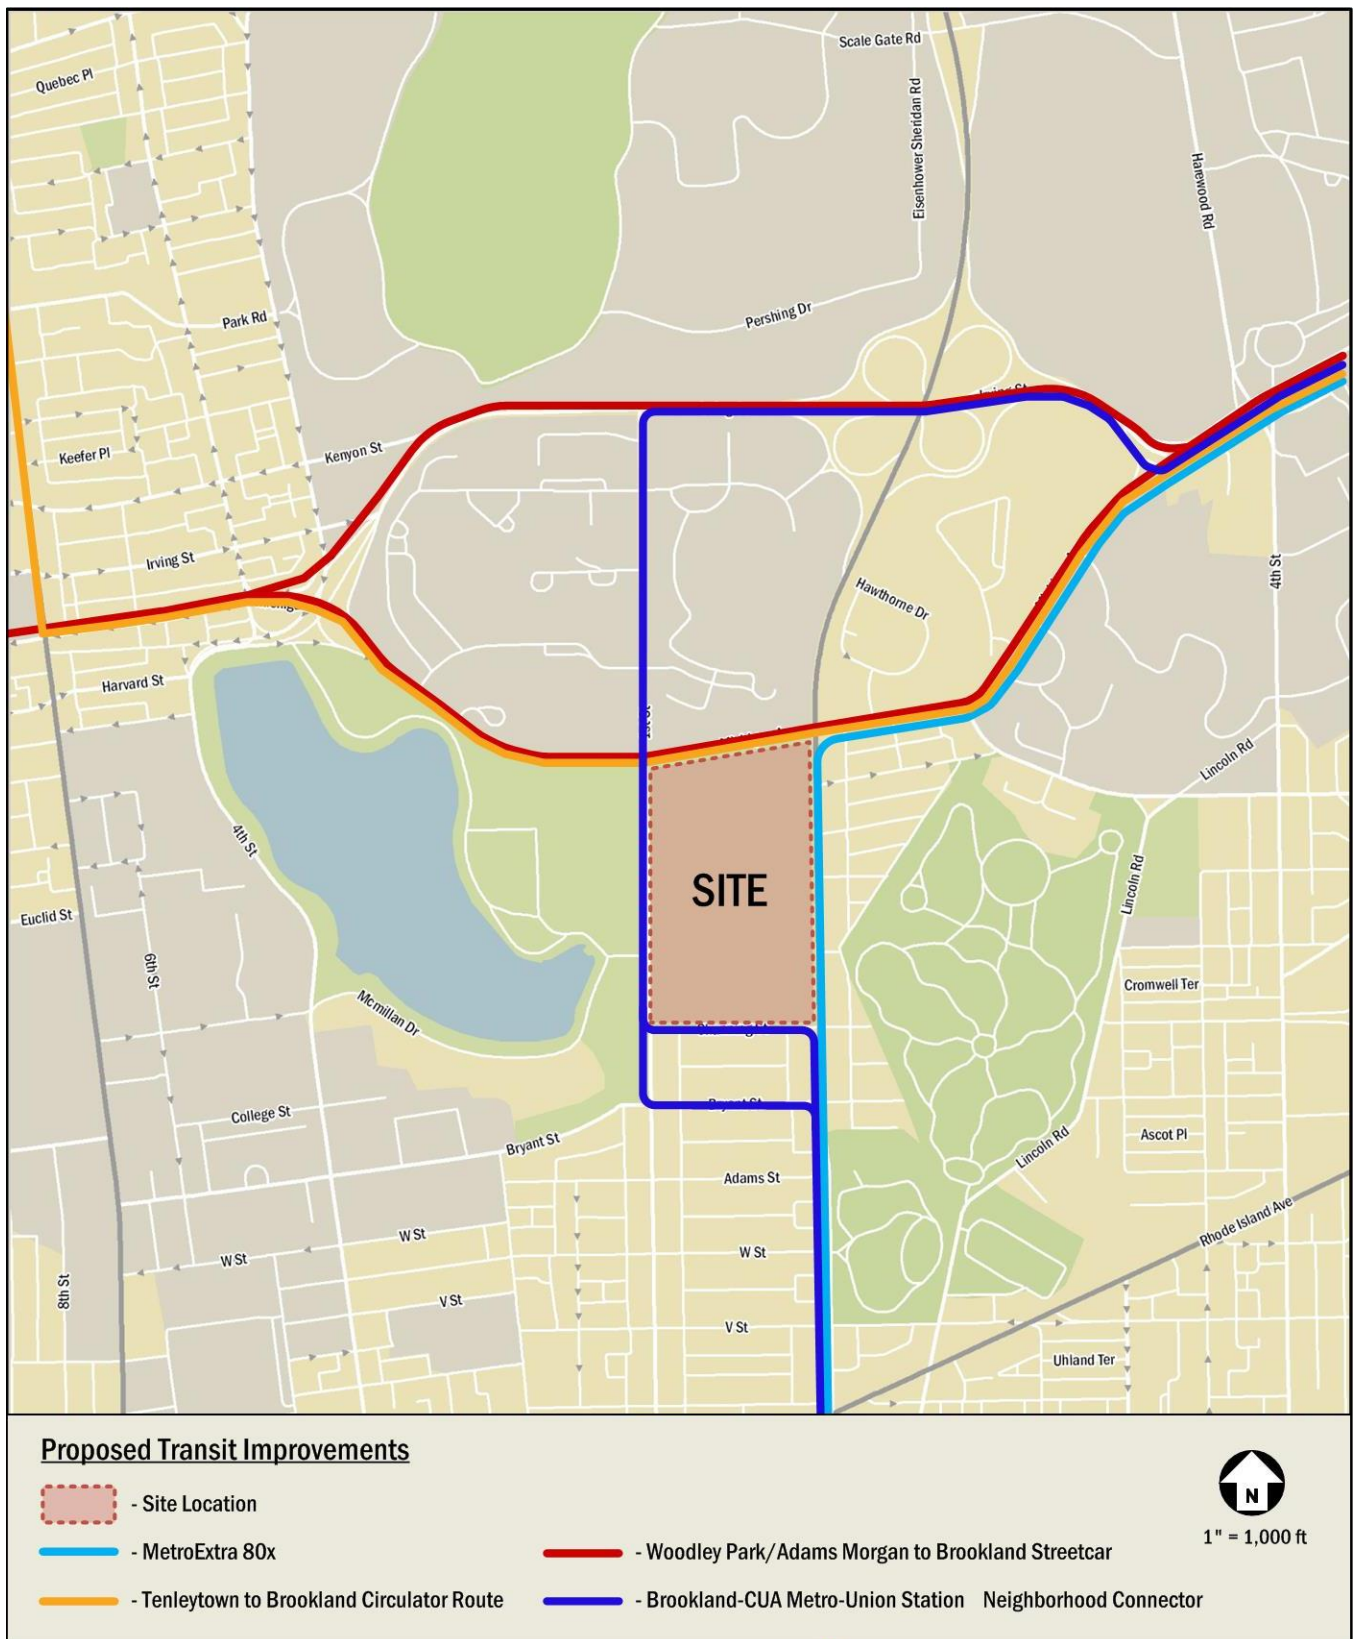 Scale Gate Rd
Quebec Pl
Eisenhower Sheridan Rd
Harewood Rd
Park Rd
Pershing Dr
Keefer Pl
Kenyon St
Irving St
Hawthorne Dr
4th St
Harvard St
1st St
Lincoln Rd
4th St
SITE
Lincoln Rd
Euclid St
6th St
Cromwell Ter
Mcmillan Dr
College St
Bryant St
Bryant St
Ascot Pl
Lincoln Rd
Adams St
Rhode Island Ave
W St
W St
W St
8th St
V St
V St
Uhland Ter
Proposed Transit Improvements
- Site Location
- MetroExtra 80x
- Tenleytown to Brookland Circulator Route
- Woodley Park/Adams Morgan to Brookland Streetcar
- Brookland-CUA Metro-Union Station Neighborhood Connector
N
1" = 1,000 ft